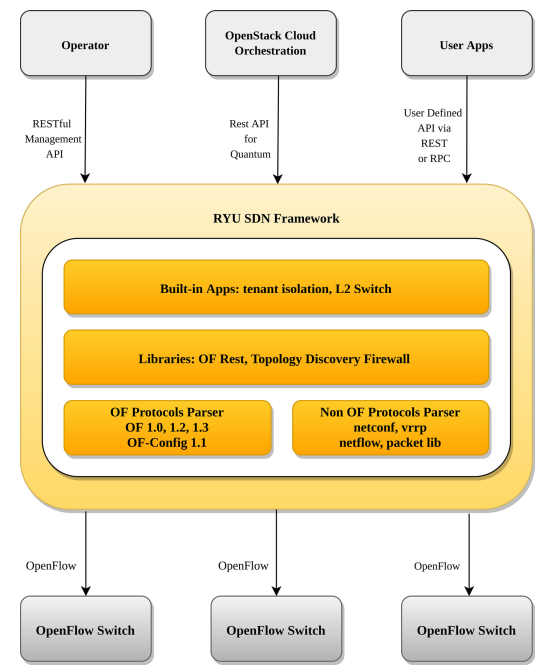 Operator
OpenStack Cloud
Orchestration
User Apps
RESTful
Management
API
Rest API
for
Quantum
User Defined
API via
REST
or RPC
RYU SDN Framework
Built-in Apps: tenant isolation, L2 Switch
Libraries: OF Rest, Topology Discovery Firewall
OF Protocols Parser
OF 1.0, 1.2, 1.3
OF-Config 1.1
Non OF Protocols Parser
netconf, vrrp
netflow, packet lib
OpenFlow
OpenFlow
OpenFlow
OpenFlow Switch
OpenFlow Switch
OpenFlow Switch